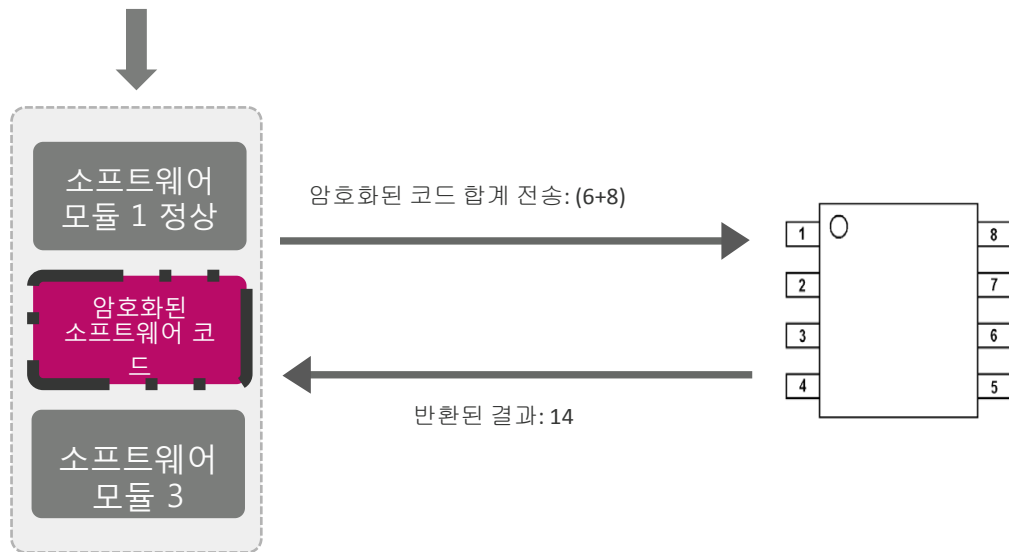 소프트웨어
모듈 1 정상
암호화된 코드 합계 전송: (6+8)
암호화된
소프트웨어 코
드
반환된 결과: 14
소프트웨어
모듈 3
1
8
2
7
3
6
4
5